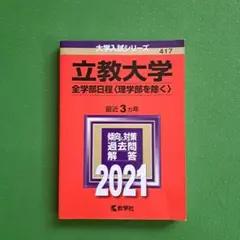 大学入試シリーズ
417
立教大学
全学部日程〈理学部を除く〉
最近3カ年
傾向と対策
過去問
解答
2021
教学社